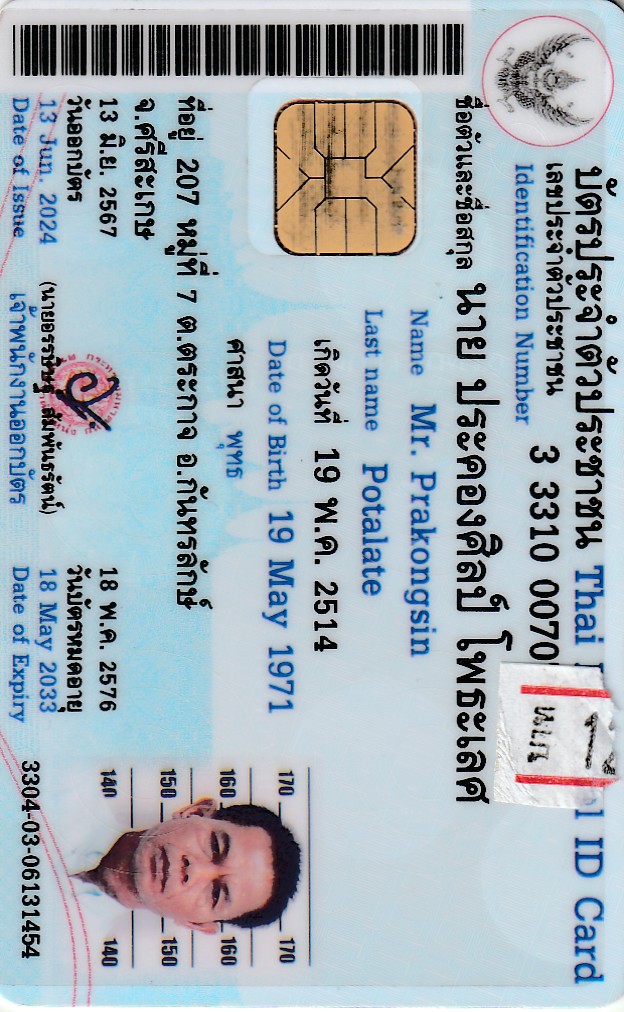 บัตรประจำตัวประชาชน Thai ID Card
เลขประจำตัวประชาชน
Identification Number
3 3310 0070
ทบถ
ชื่อตัวและชื่อสกุล นาย ประคองศิลป์ โพธะเลศ
Name Mr. Prakongsin
Last name Potalate
เกิดวันที่ 19 พ.ค. 2514
Date of Birth 19 May 1971
ศาสนา พุทธ
ที่อยู่ 207 หมู่ที่ 7 ต.ตระกาจ อ.กันทรลักษ์
จ.ศรีสะเกษ
13 มิ.ย. 2567
วันออกบัตร
13 Jun. 2024
Date of Issue
(นายอรรษิษฐ์ สัมพันธรัตน์)
เจ้าพนักงานออกบัตร
18 พ.ค. 2576
วันบัตรหมดอายุ
18 May 2033
Date of Expiry
170 170
160 160
150 150
140 140
3304-03-06131454